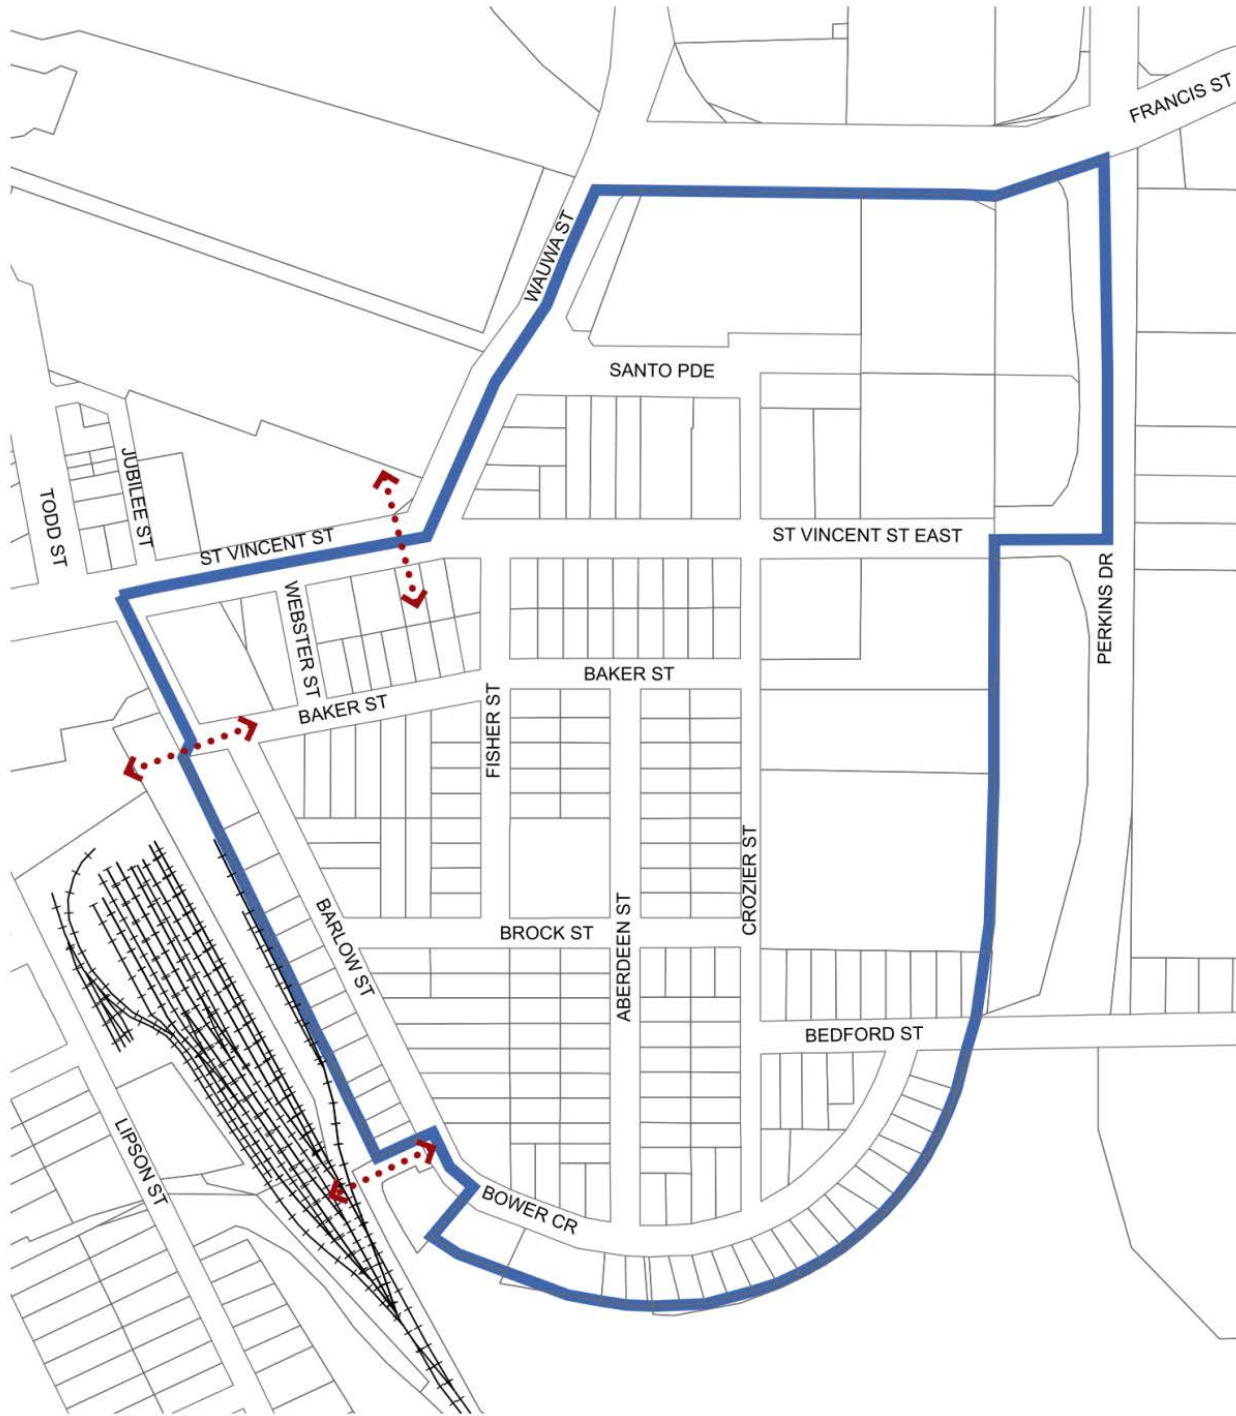 FRANCIS ST
WAUWA ST
SANTO PDE
JUBILEE ST
TODD ST
ST VINCENT ST
ST VINCENT ST EAST
PERKINS DR
WEBSTER ST
BAKER ST
BAKER ST
FISHER ST
CROZIER ST
BARLOW ST
BROCK ST
ABERDEEN ST
BEDFORD ST
LIPSON ST
BOWER CR